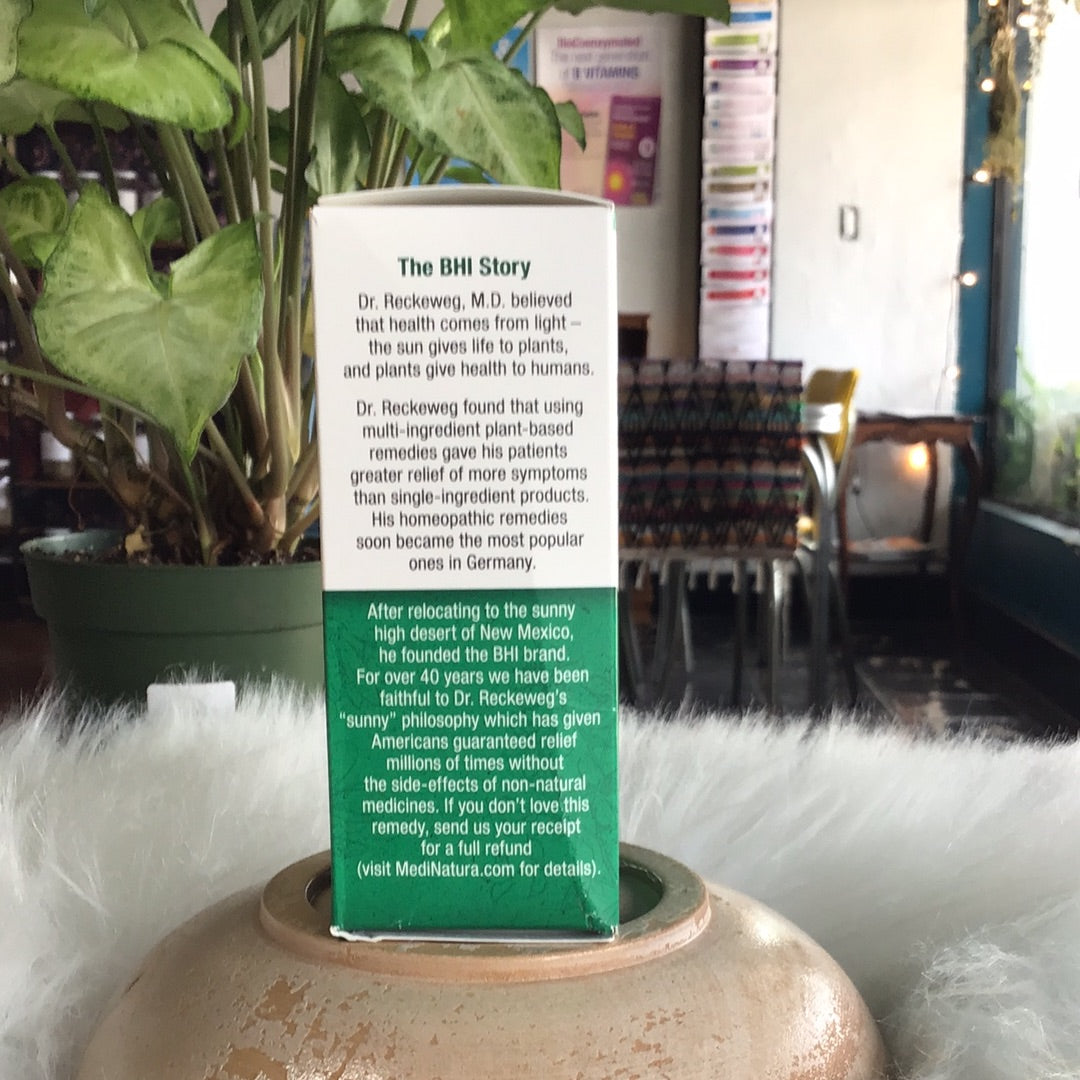 BioCoenzymated
The next generation
of B VITAMINS
The BHI Story
Dr. Reckeweg, M.D. believed
that health comes from light –
the sun gives life to plants,
and plants give health to humans.
Dr. Reckeweg found that using
multi-ingredient plant-based
remedies gave his patients
greater relief of more symptoms
than single-ingredient products.
His homeopathic remedies
soon became the most popular
ones in Germany.
After relocating to the sunny
high desert of New Mexico,
he founded the BHI brand.
For over 40 years we have been
faithful to Dr. Reckeweg's
“sunny” philosophy which has given
Americans guaranteed relief
millions of times without
the side-effects of non-natural
medicines. If you don't love this
remedy, send us your receipt
for a full refund
(visit MediNatura.com for details).